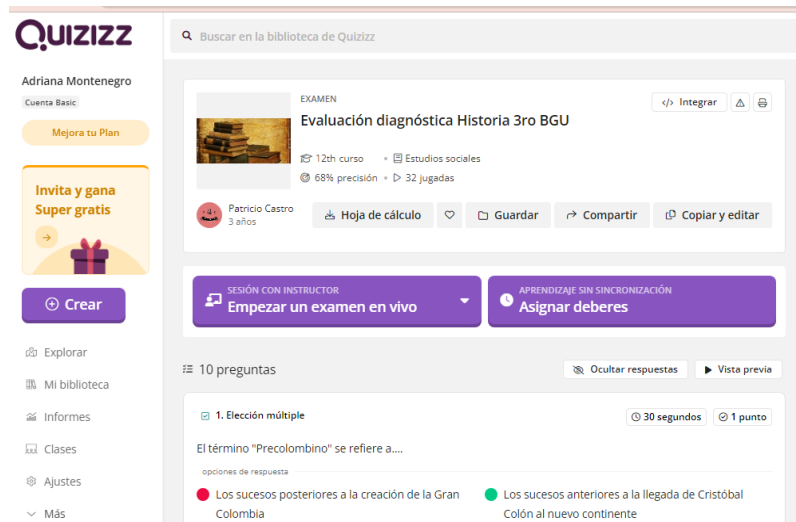 QUIZIZZ
Buscar en la biblioteca de Quizizz
Adriana Montenegro
Cuenta Basic
Mejora tu Plan
Invita y gana
Super gratis
Crear
Explorar
Mi biblioteca
Informes
Clases
Ajustes
Más
EXAMEN
Evaluación diagnóstica Historia 3ro BGU
</> Integrar
12th curso • Estudios sociales
68% precisión • 32 jugadas
Patricio Castro
3 años
Hoja de cálculo
Guardar
Compartir
Copiar y editar
SESIÓN CON INSTRUCTOR
Empezar un examen en vivo
APRENDIZAJE SIN SINCRONIZACIÓN
Asignar deberes
10 preguntas
Ocultar respuestas
Vista previa
1. Elección múltiple
30 segundos
1 punto
El término "Precolombino" se refiere a....
opciones de respuesta
Los sucesos posteriores a la creación de la Gran
Colombia
Los sucesos anteriores a la llegada de Cristóbal
Colón al nuevo continente